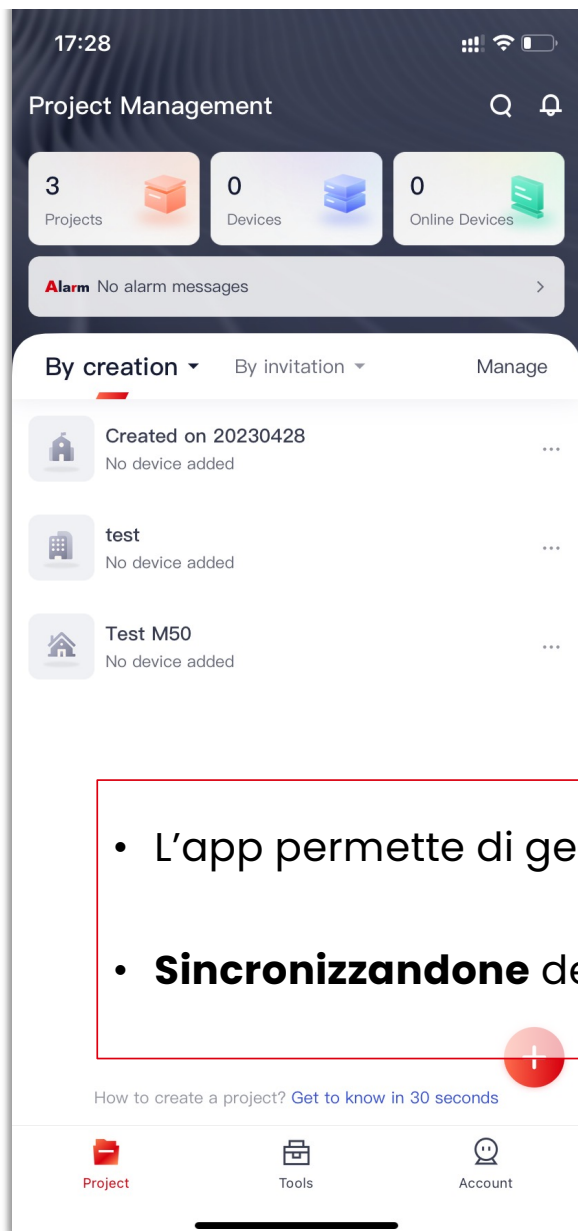 17:28
Project Management
3
Projects
0
Devices
0
Online Devices
Alarm No alarm messages
By creation
By invitation
Manage
Created on 20230428
No device added
test
No device added
Test M50
No device added
• L'app permette di ge
• Sincronizzandone de
How to create a project? Get to know in 30 seconds
Project
Tools
Account